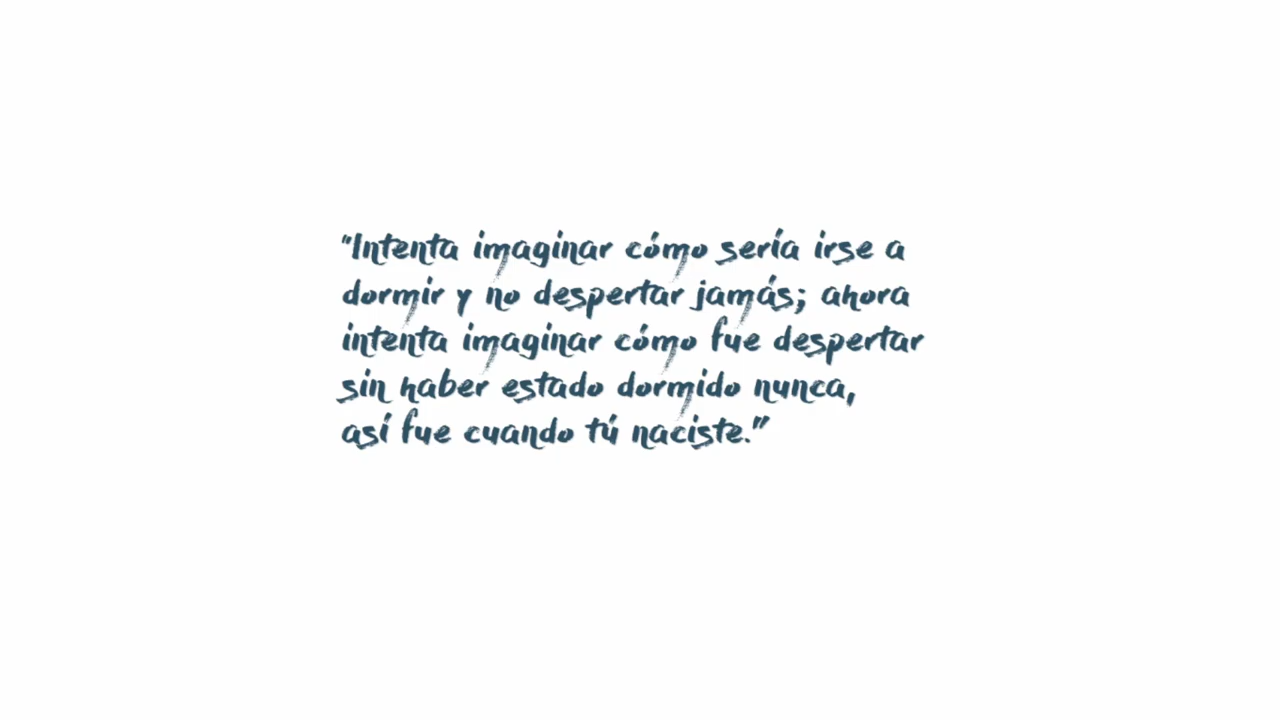 "Intenta imaginar cómo sería irse a
dormir y no despertar jamás; ahora
intenta imaginar cómo fue despertar
sin haber estado dormido nunca,
así fue cuando tú naciste."